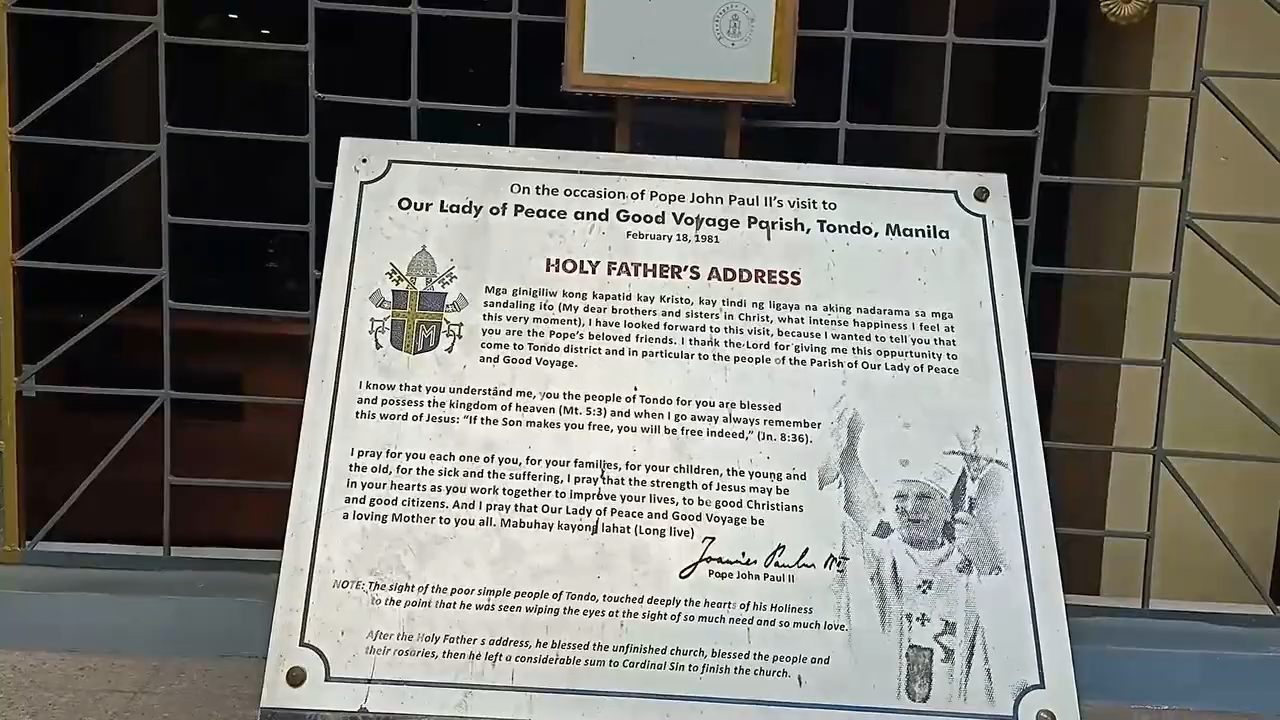 On the occasion of Pope John Paul II's visit to
Our Lady of Peace and Good Voyage Parish, Tondo, Manila
February 18, 1981
HOLY FATHER'S ADDRESS
Mga ginigiliw kong kapatid kay Kristo, kay tindi ng ligaya na aking nadarama sa mga
sandaling ito (My dear brothers and sisters in Christ, what intense happiness I feel at
this very moment), I have looked forward to this visit, because I wanted to tell you that
you are the Pope's beloved friends. I thank the Lord for giving me this oppurtunity to
come to Tondo district and in particular to the people of the Parish of Our Lady of Peace
and Good Voyage.
I know that you understand me, you the people of Tondo for you are blessed
and possess the kingdom of heaven (Mt. 5:3) and when I go away always remember
this word of Jesus: "If the Son makes you free, you will be free indeed," (Jn. 8:36).
I pray for you each one of you, for your families, for your children, the young and
the old, for the sick and the suffering, I pray that the strength of Jesus may be
in your hearts as you work together to improve your lives, to be good Christians
and good citizens. And I pray that Our Lady of Peace and Good Voyage be
a loving Mother to you all. Mabuhay kayong lahat (Long live)
Joannes Paulus II
Pope John Paul II
NOTE: The sight of the poor simple people of Tondo, touched deeply the hearts of his Holiness
to the point that he was seen wiping the eyes at the sight of so much need and so much love.
After the Holy Father s address, he blessed the unfinished church, blessed the people and
their rosaries, then he left a considerable sum to Cardinal Sin to finish the church.